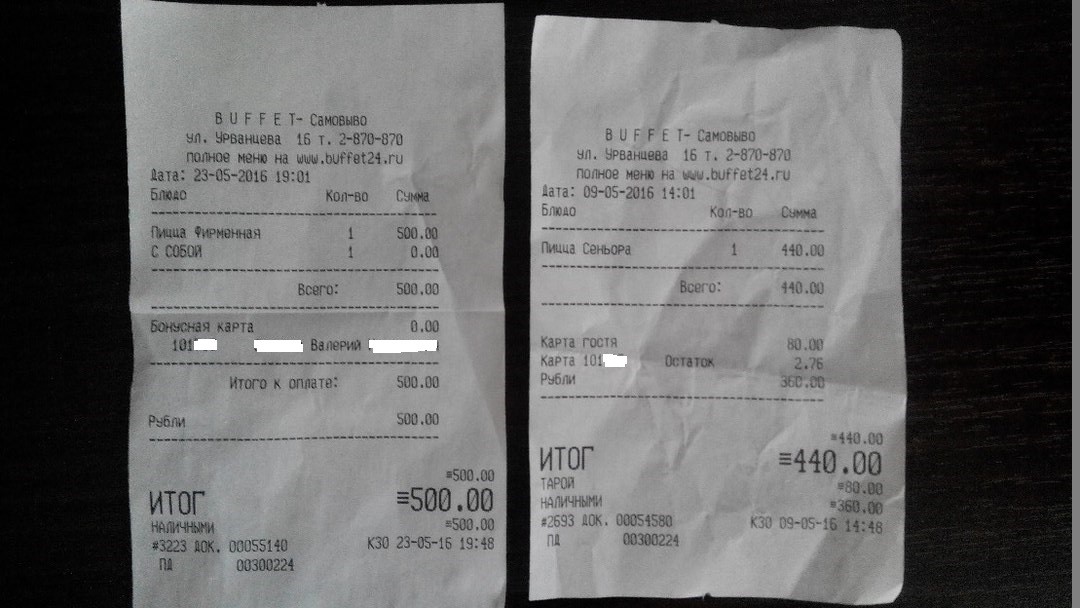 B U F F E T- Самовыво
ул. Урванцева 16 т. 2-870-870
полное меню на www.buffet24.ru
Дата: 23-05-2016 19:01
Блюдо Кол-во Сумма
Пицца Фирменная 1 500.00
С СОБОЙ 1 0.00
Всего: 500.00
Бонусная карта 0.00
101 Валерий
Итого к оплате: 500.00
Рубли 500.00
≡500.00
ИТОГ ≡500.00
НАЛИЧНЫМИ ≡500.00
#3223 ДОК. 00055140 К30 23-05-16 19:48
ПД 00300224
B U F F E T- Самовыво
ул. Урванцева 16 т. 2-870-870
полное меню на www.buffet24.ru
Дата: 09-05-2016 14:01
Блюдо Кол-во Сумма
Пицца Сеньора 1 440.00
Всего: 440.00
Карта гостя 80.00
Карта 101 Остаток 2.76
Рубли 360.00
≡440.00
ИТОГ ≡440.00
ТАРОЙ ≡80.00
НАЛИЧНЫМИ ≡360.00
#2693 ДОК. 00054580 К30 09-05-16 14:48
ПД 00300224